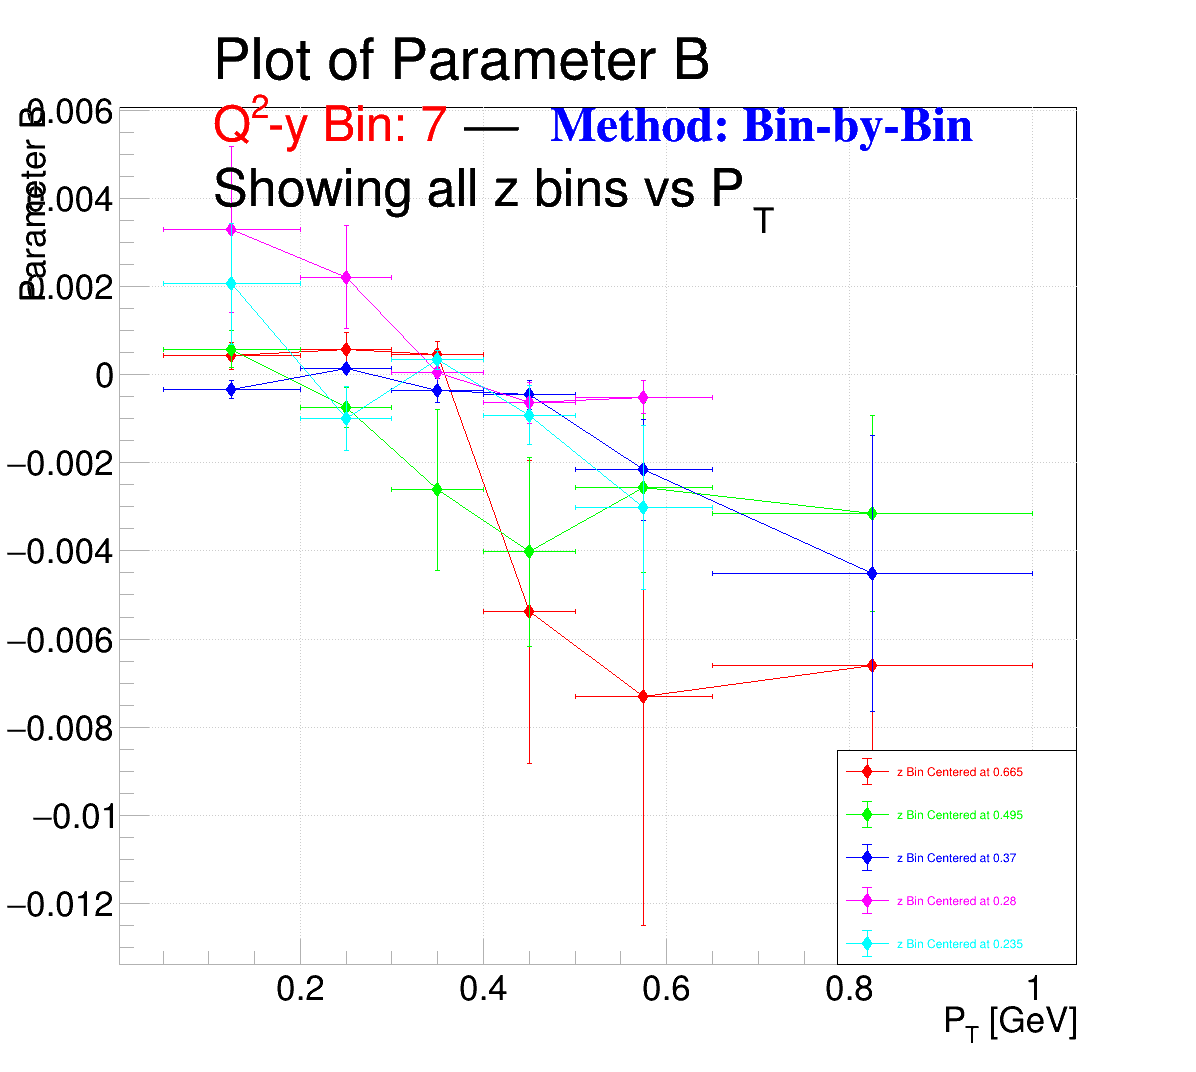 Plot of Parameter B
Q²-y Bin: 7 — Method: Bin-by-Bin
Showing all z bins vs P_T
Parameter B
0.006
0.004
0.002
0
−0.002
−0.004
−0.006
−0.008
−0.01
−0.012
z Bin Centered at 0.665
z Bin Centered at 0.495
z Bin Centered at 0.37
z Bin Centered at 0.28
z Bin Centered at 0.235
0.2 0.4 0.6 0.8 1
P_T [GeV]